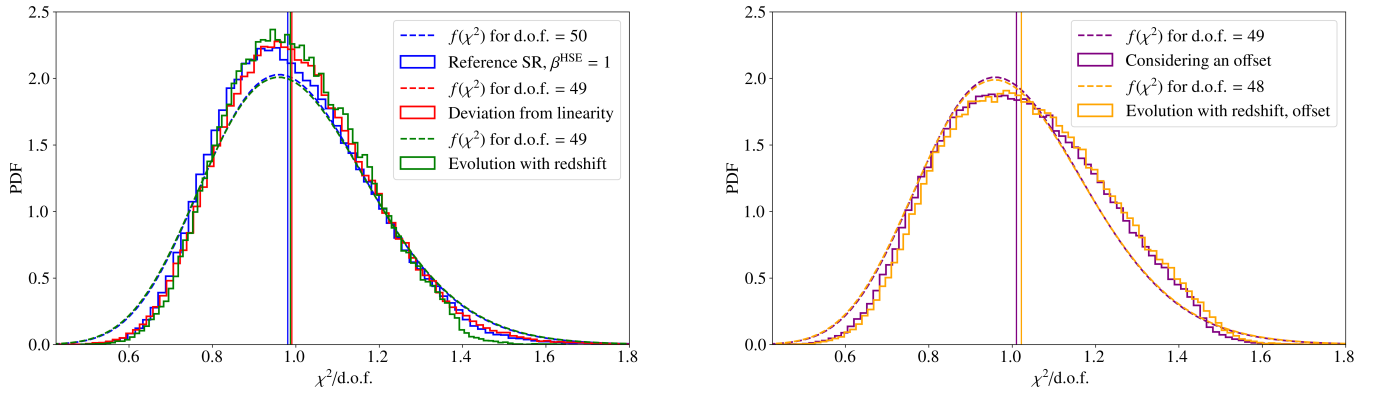 2.5
2.0
1.5
1.0
0.5
0.0
PDF
0.6 0.8 1.0 1.2 1.4 1.6 1.8
χ²/d.o.f.
f(χ²) for d.o.f. = 50
Reference SR, β^HSE = 1
f(χ²) for d.o.f. = 49
Deviation from linearity
f(χ²) for d.o.f. = 49
Evolution with redshift
2.5
2.0
1.5
1.0
0.5
0.0
PDF
0.6 0.8 1.0 1.2 1.4 1.6 1.8
χ²/d.o.f.
f(χ²) for d.o.f. = 49
Considering an offset
f(χ²) for d.o.f. = 48
Evolution with redshift, offset